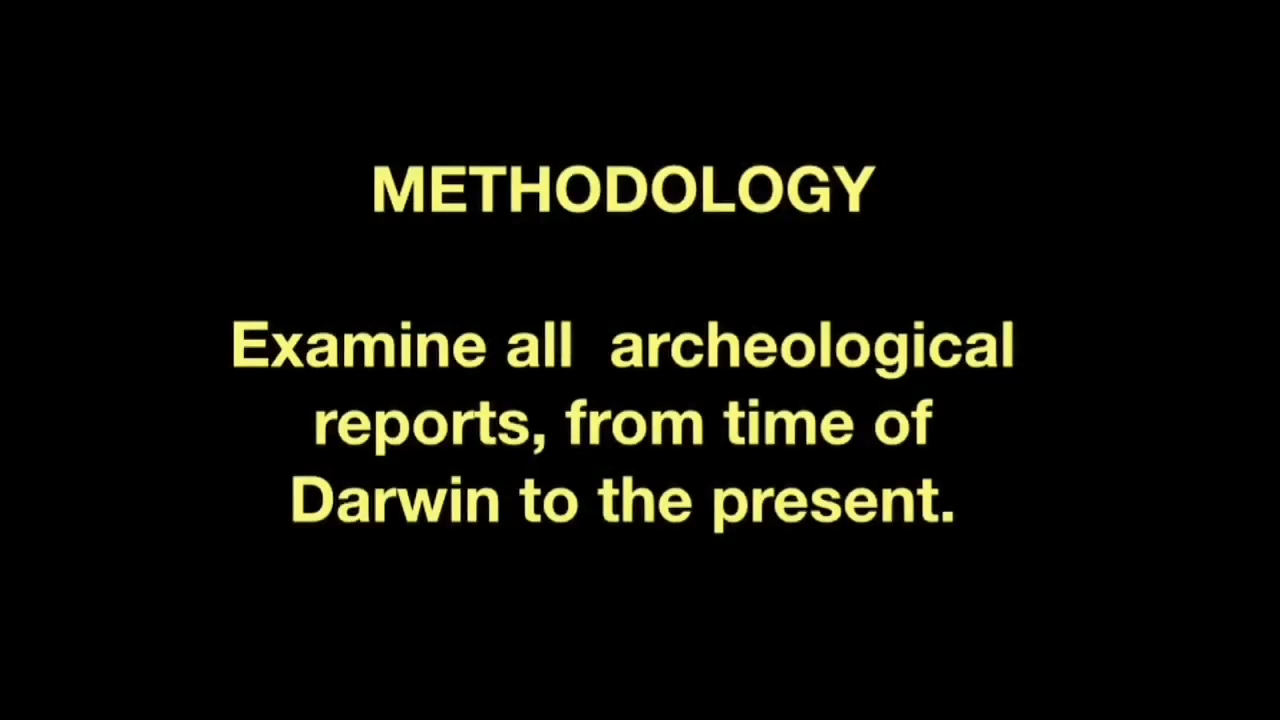 METHODOLOGY
Examine all  archeological
reports, from time of
Darwin to the present.